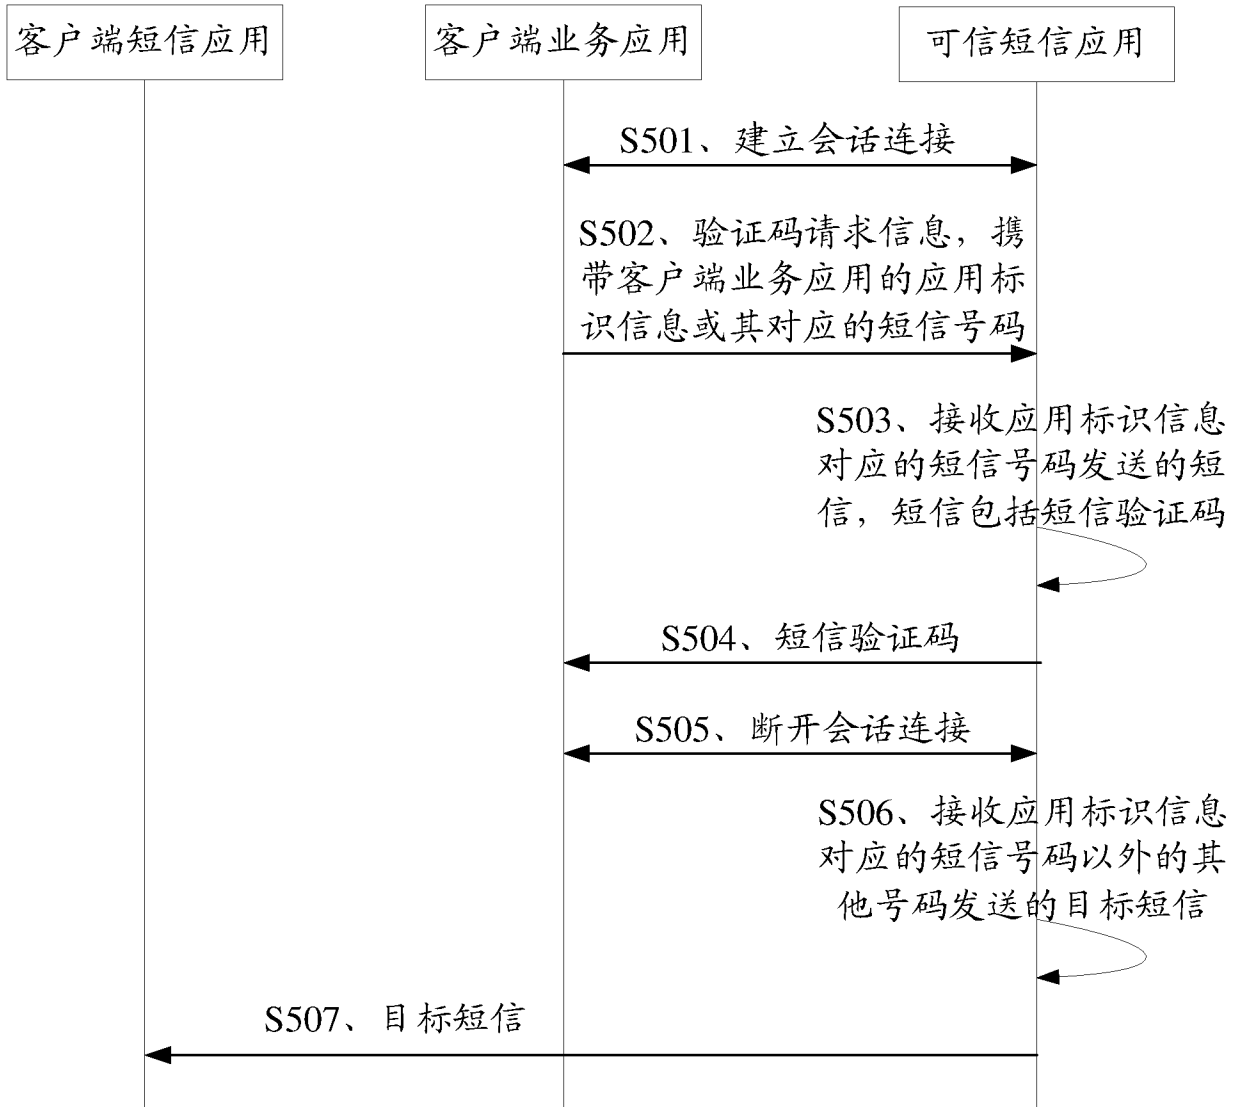 客户端短信应用
客户端业务应用
可信短信应用
S501、建立会话连接
S502、验证码请求信息，携
带客户端业务应用的应用标
识信息或其对应的短信号码
S503、接收应用标识信息
对应的短信号码发送的短
信，短信包括短信验证码
S504、短信验证码
S505、断开会话连接
S506、接收应用标识信息
对应的短信号码以外的其
他号码发送的目标短信
S507、目标短信